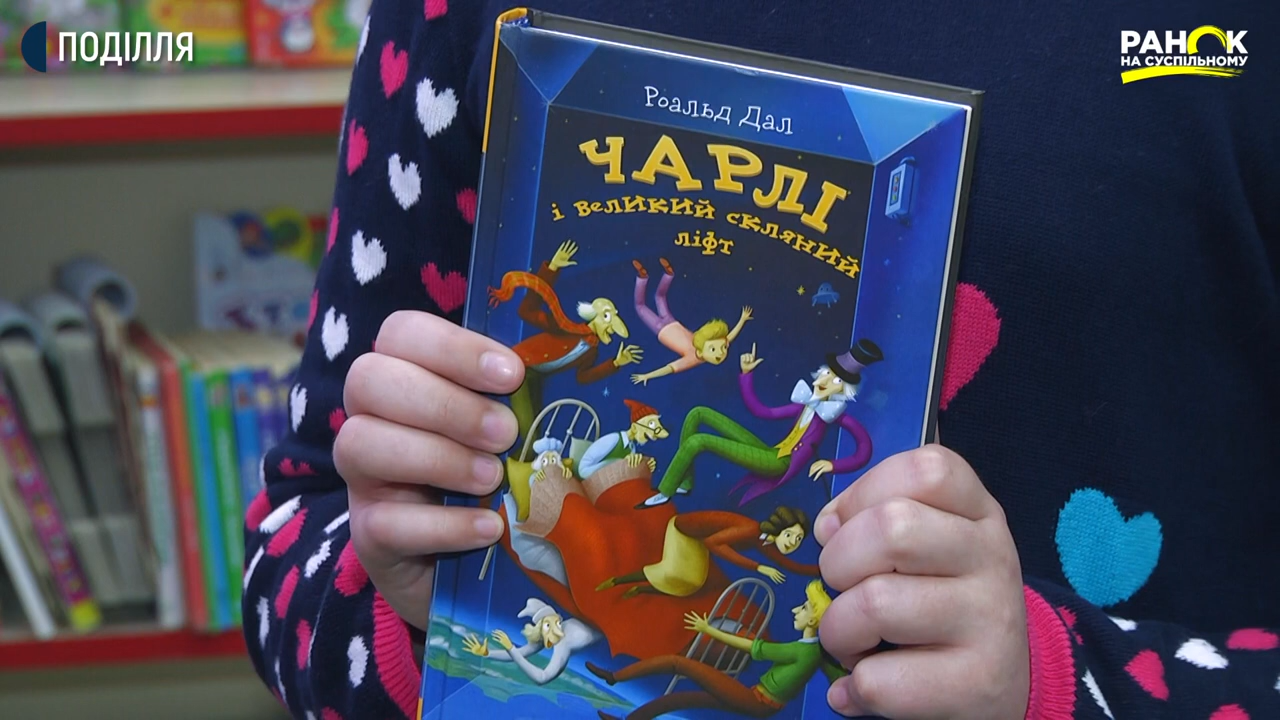 ПОДІЛЛЯ
РАНОК
НА СУСПІЛЬНОМУ
Роальд Дал
ЧАРЛІ
і великий скляний
ліфт